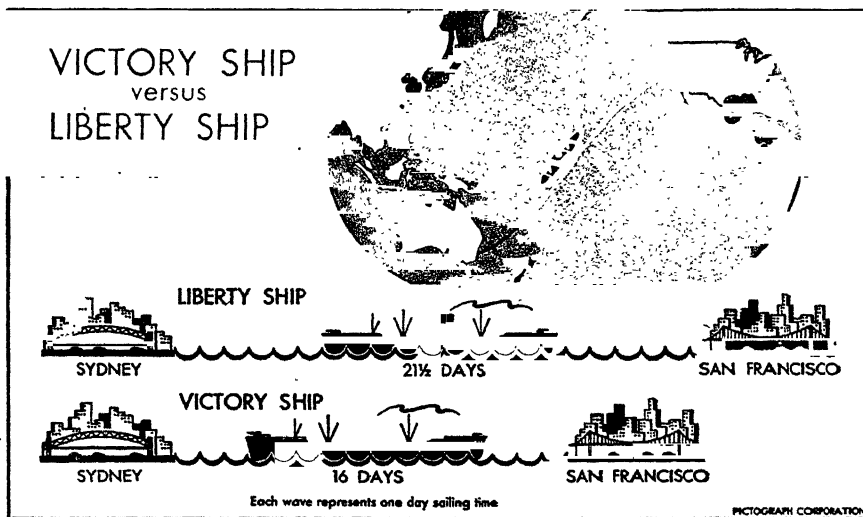 VICTORY SHIP
versus
LIBERTY SHIP
LIBERTY SHIP
SYDNEY
21½ DAYS
SAN FRANCISCO
VICTORY SHIP
SYDNEY
16 DAYS
SAN FRANCISCO
Each wave represents one day sailing time
PICTOGRAPH CORPORATION